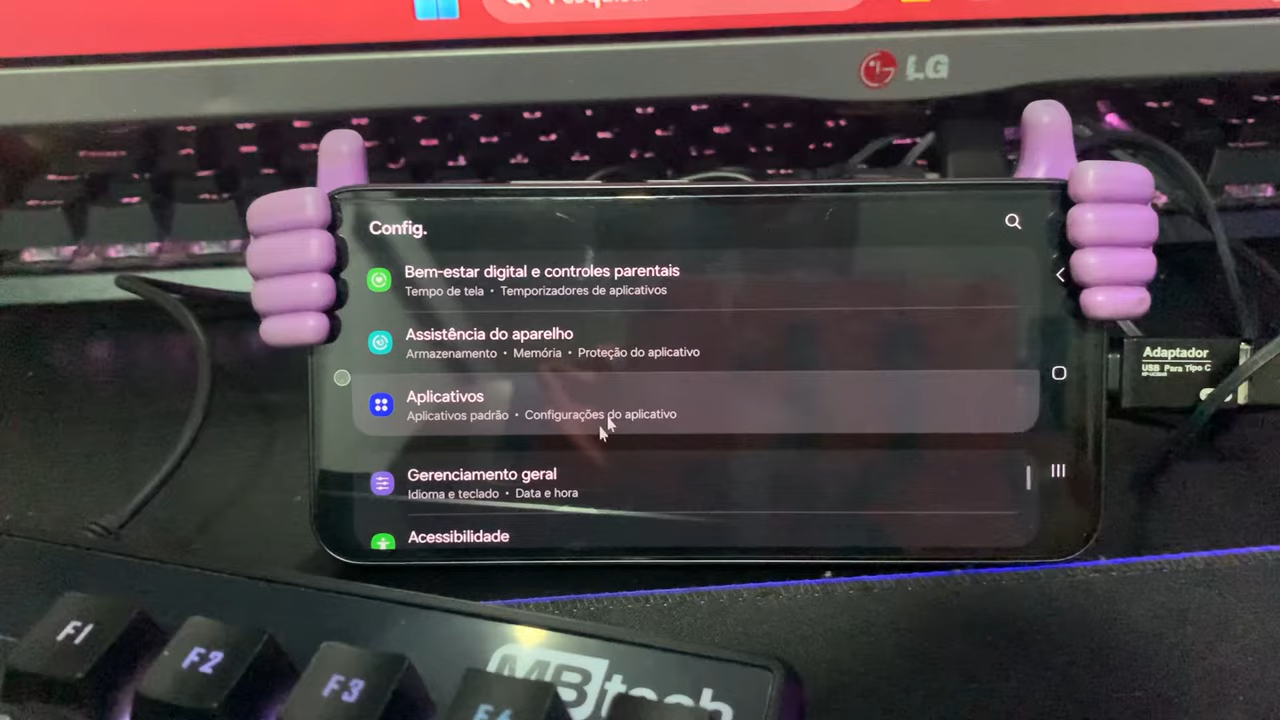 LG
Config.
Bem-estar digital e controles parentais
Tempo de tela • Temporizadores de aplicativos
Assistência do aparelho
Armazenamento • Memória • Proteção do aplicativo
Aplicativos
Aplicativos padrão • Configurações do aplicativo
Gerenciamento geral
Idioma e teclado • Data e hora
Acessibilidade
Adaptador
USB Para Tipo C
F1
F2
F3
MBtech